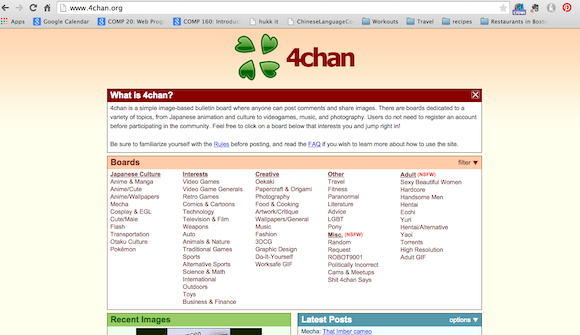 www.4chan.org
Apps Google Calendar COMP 20: Web Prog COMP 160: Introduc hukk it ChineseLanguageCo Workouts Travel recipes Restaurants in Bosto
4chan
What is 4chan?
4chan is a simple image-based bulletin board where anyone can post comments and share images. There are boards dedicated to a
variety of topics, from Japanese animation and culture to videogames, music, and photography. Users do not need to register an account
before participating in the community. Feel free to click on a board below that interests you and jump right in!
Be sure to familiarize yourself with the Rules before posting, and read the FAQ if you wish to learn more about how to use the site.
Boards
filter ▼
Japanese Culture
Anime & Manga
Anime/Cute
Anime/Wallpapers
Mecha
Cosplay & EGL
Cute/Male
Flash
Transportation
Otaku Culture
Pokémon
Interests
Video Games
Video Game Generals
Retro Games
Comics & Cartoons
Technology
Television & Film
Weapons
Auto
Animals & Nature
Traditional Games
Sports
Alternative Sports
Science & Math
International
Outdoors
Toys
Business & Finance
Creative
Oekaki
Papercraft & Origami
Photography
Food & Cooking
Artwork/Critique
Wallpapers/General
Music
Fashion
3DCG
Graphic Design
Do-It-Yourself
Worksafe GIF
Other
Travel
Fitness
Paranormal
Literature
Advice
LGBT
Pony
Misc. (NSFW)
Random
Request
ROBOT9001
Politically Incorrect
Cams & Meetups
Shit 4chan Says
Adult (NSFW)
Sexy Beautiful Women
Hardcore
Handsome Men
Hentai
Ecchi
Yuri
Hentai/Alternative
Yaoi
Torrents
High Resolution
Adult GIF
Recent Images
Latest Posts
options ▼
Mecha: That Imber cameo